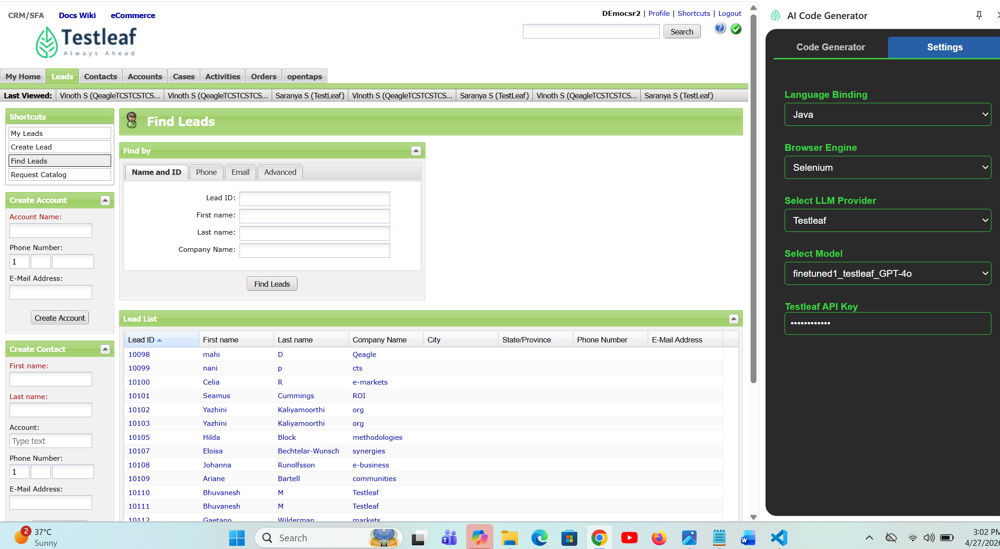 CRM/SFA Docs Wiki eCommerce
DEmocsr2 | Profile | Shortcuts | Logout
Search
Testleaf
Always Ahead
My Home Leads Contacts Accounts Cases Activities Orders opentaps
Last Viewed: Vinoth S (QeagleTCSTCSTCS... Vinoth S (QeagleTCSTCSTCS... Saranya S (TestLeaf) Vinoth S (QeagleTCSTCSTCS... Saranya S (TestLeaf) Vinoth S (QeagleTCSTCSTCS... Saranya S (TestLeaf)
Shortcuts
My Leads
Create Lead
Find Leads
Request Catalog
Create Account
Account Name:
Phone Number:
1
E-Mail Address:
Create Account
Create Contact
First name:
Last name:
Account:
Type text
Phone Number:
1
E-Mail Address:
Find Leads
Find by
Name and ID Phone Email Advanced
Lead ID:
First name:
Last name:
Company Name:
Find Leads
Lead List
Lead ID First name Last name Company Name City State/Province Phone Number E-Mail Address
10098 mahi D Qeagle
10099 nani p cts
10100 Celia R e-markets
10101 Seamus Cummings ROI
10102 Yazhini Kaliyamoorthi org
10103 Yazhini Kaliyamoorthi org
10105 Hilda Block methodologies
10107 Eloisa Bechtelar-Wunsch synergies
10108 Johanna Runolfsson e-business
10109 Ariane Bartell communities
10110 Bhuvanesh M Testleaf
10111 Bhuvanesh M Testleaf
10112 Gaetano Wilderman markets
AI Code Generator
Code Generator Settings
Language Binding
Java
Browser Engine
Selenium
Select LLM Provider
Testleaf
Select Model
finetuned1_testleaf_GPT-4o
Testleaf API Key
••••••••••••
2
37°C
Sunny
Search
3:02 PM
4/27/202